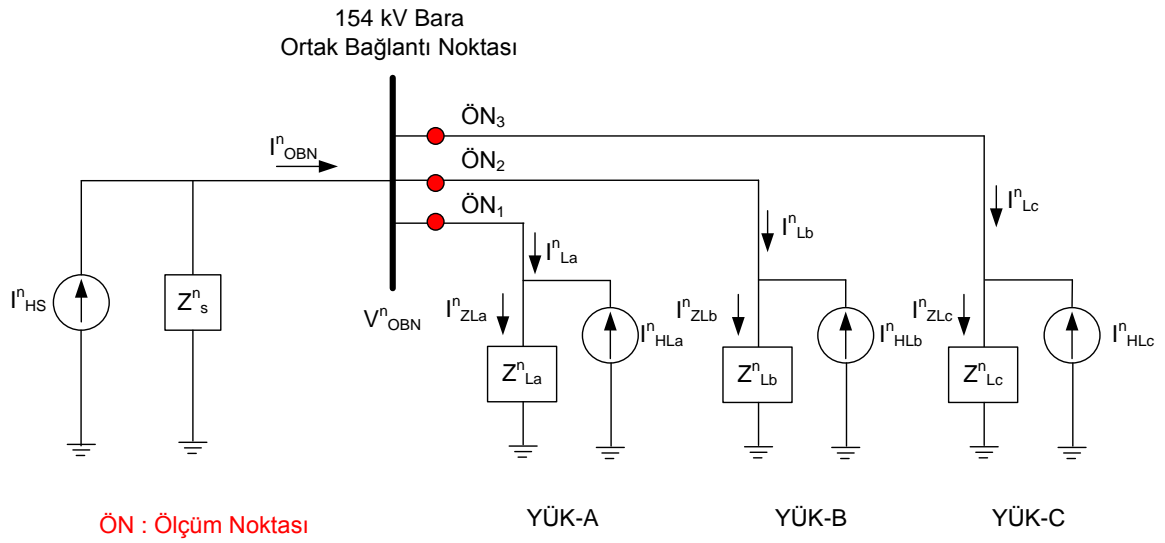 154 kV Bara
Ortak Bağlantı Noktası
ÖN₃
IⁿOBN
ÖN₂
ÖN₁
IⁿLa
IⁿLb
IⁿLc
IⁿHS
Zⁿs
VⁿOBN
IⁿZLa
IⁿHLa
IⁿZLb
IⁿHLb
IⁿZLc
IⁿHLc
ZⁿLa
ZⁿLb
ZⁿLc
ÖN : Ölçüm Noktası
YÜK-A
YÜK-B
YÜK-C